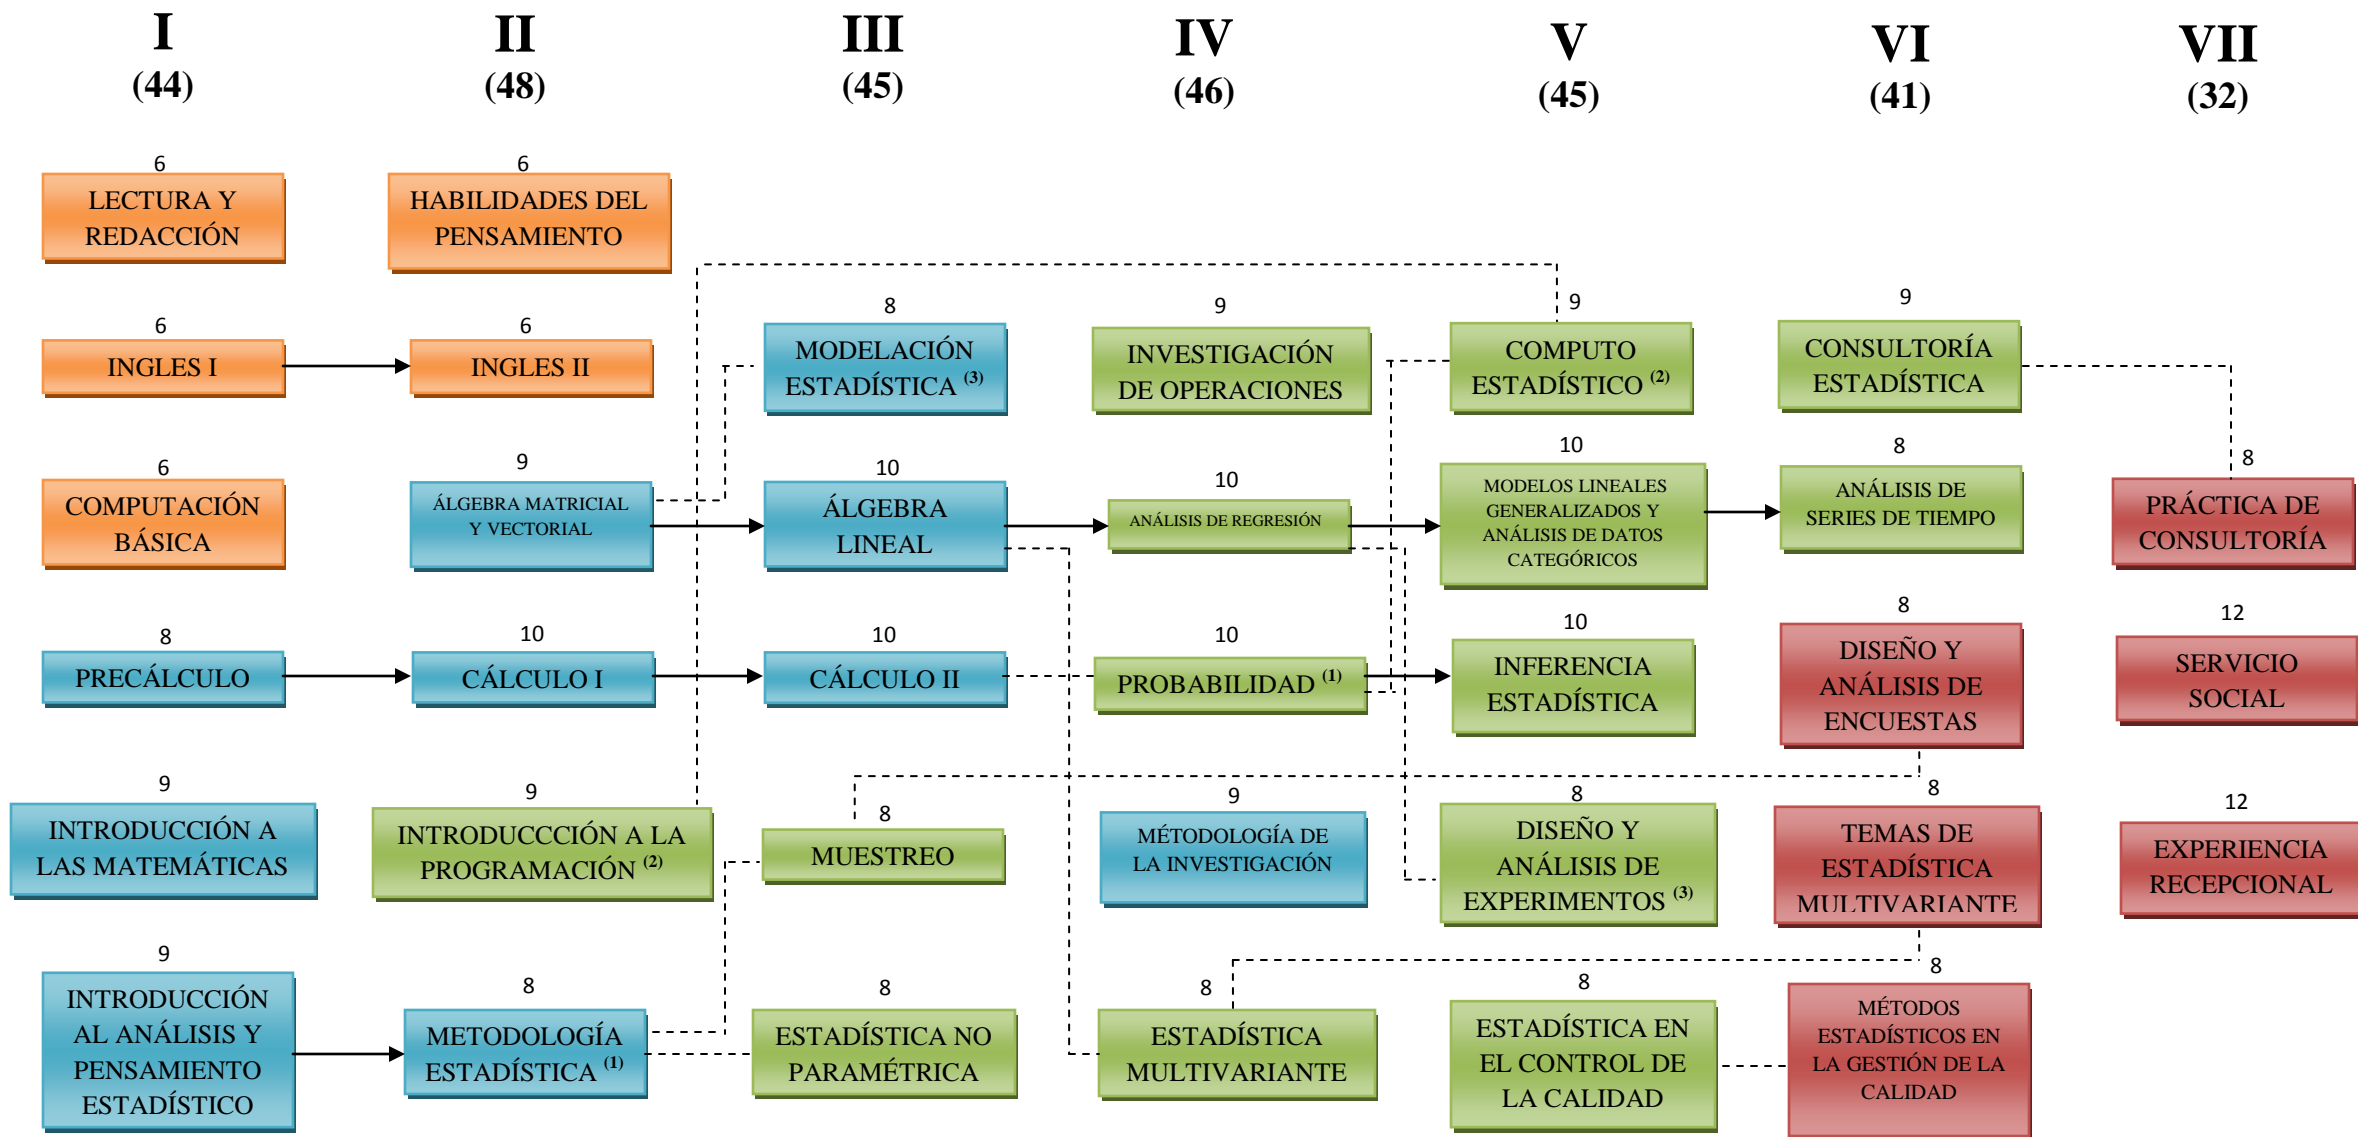 I
(44)
II
(48)
III
(45)
IV
(46)
V
(45)
VI
(41)
VII
(32)
6
LECTURA Y
REDACCIÓN
6
INGLES I
6
COMPUTACIÓN
BÁSICA
8
PRECÁLCULO
9
INTRODUCCIÓN A
LAS MATEMÁTICAS
9
INTRODUCCIÓN
AL ANÁLISIS Y
PENSAMIENTO
ESTADÍSTICO
6
HABILIDADES DEL
PENSAMIENTO
6
INGLES II
9
ÁLGEBRA MATRICIAL
Y VECTORIAL
10
CÁLCULO I
9
INTRODUCCCIÓN A LA
PROGRAMACIÓN (2)
8
METODOLOGÍA
ESTADÍSTICA (1)
8
MODELACIÓN
ESTADÍSTICA (3)
10
ÁLGEBRA
LINEAL
10
CÁLCULO II
8
MUESTREO
8
ESTADÍSTICA NO
PARAMÉTRICA
9
INVESTIGACIÓN
DE OPERACIONES
10
ANÁLISIS DE REGRESIÓN
10
PROBABILIDAD (1)
9
MÉTODOLOGÍA DE
LA INVESTIGACIÓN
8
ESTADÍSTICA
MULTIVARIANTE
9
COMPUTO
ESTADÍSTICO (2)
10
MODELOS LINEALES
GENERALIZADOS Y
ANÁLISIS DE DATOS
CATEGÓRICOS
10
INFERENCIA
ESTADÍSTICA
8
DISEÑO Y
ANÁLISIS DE
EXPERIMENTOS (3)
8
ESTADÍSTICA EN
EL CONTROL DE
LA CALIDAD
9
CONSULTORÍA
ESTADÍSTICA
8
ANÁLISIS DE
SERIES DE TIEMPO
8
DISEÑO Y
ANÁLISIS DE
ENCUESTAS
8
TEMAS DE
ESTADÍSTICA
MULTIVARIANTE
8
MÉTODOS
ESTADÍSTICOS EN
LA GESTIÓN DE LA
CALIDAD
8
PRÁCTICA DE
CONSULTORÍA
12
SERVICIO
SOCIAL
12
EXPERIENCIA
RECEPCIONAL